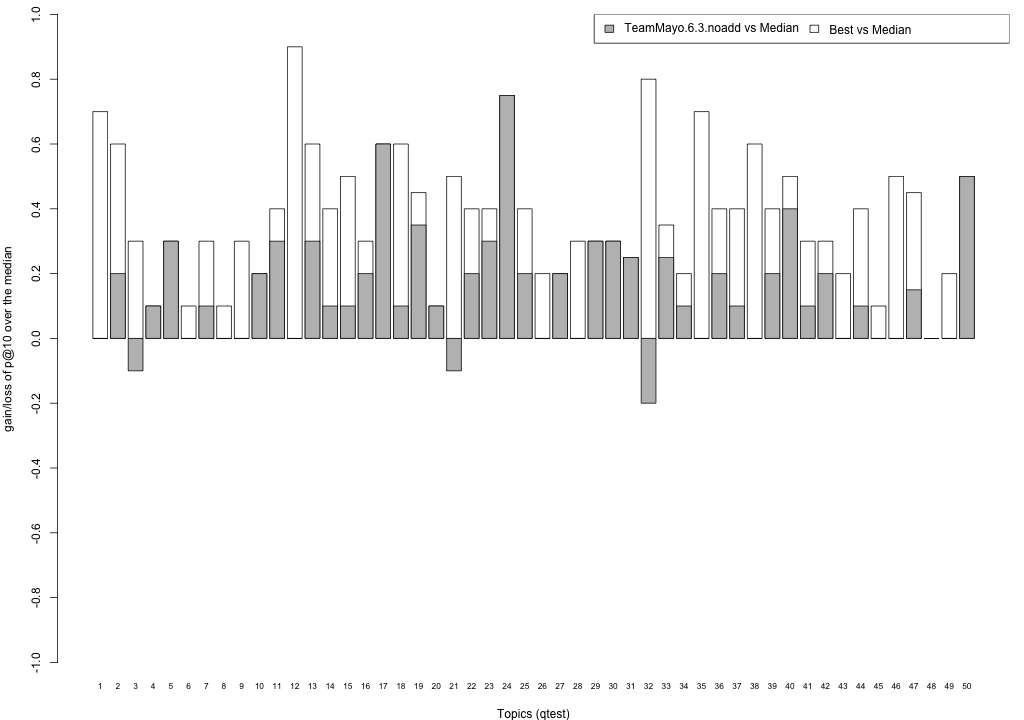 TeamMayo.6.3.noadd vs Median Best vs Median
gain/loss of p@10 over the median
1.0
0.8
0.6
0.4
0.2
0.0
-0.2
-0.4
-0.6
-0.8
-1.0
1 2 3 4 5 6 7 8 9 10 11 12 13 14 15 16 17 18 19 20 21 22 23 24 25 26 27 28 29 30 31 32 33 34 35 36 37 38 39 40 41 42 43 44 45 46 47 48 49 50
Topics (qtest)